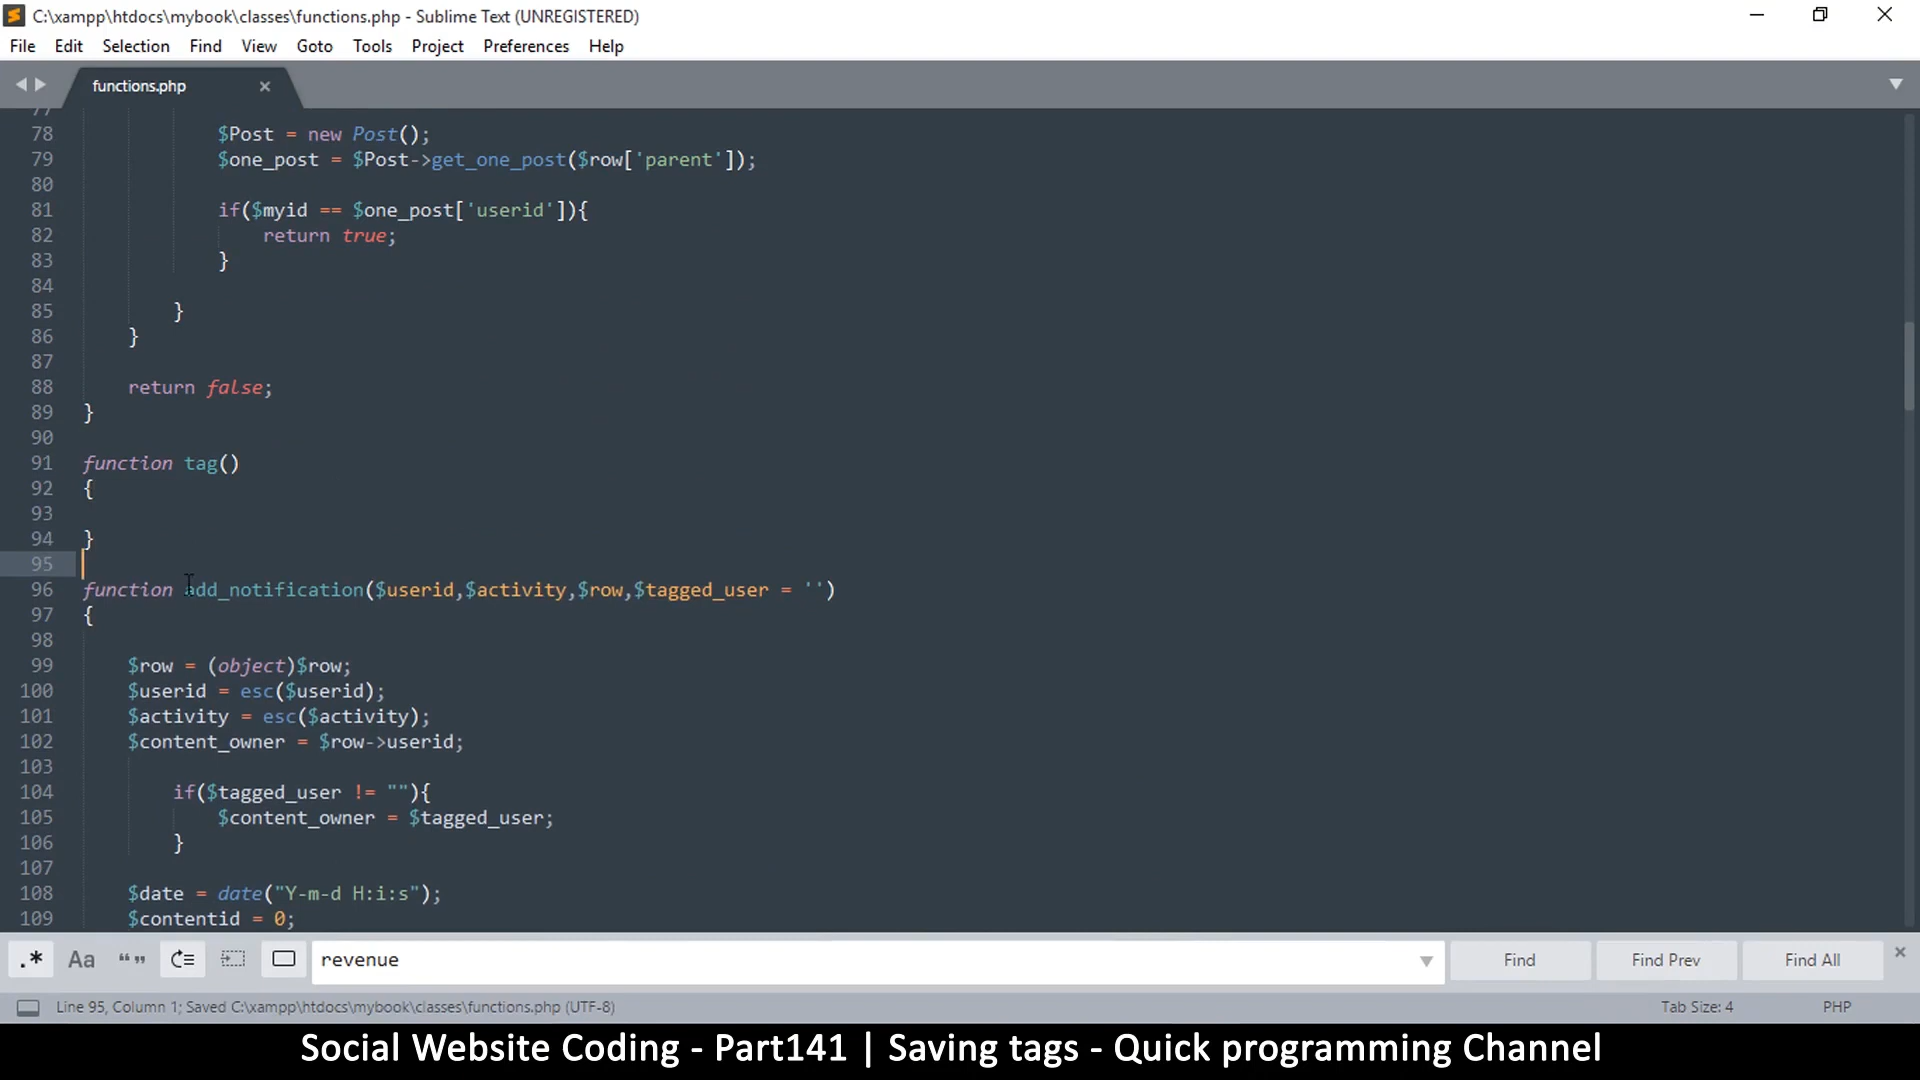 C:\xampp\htdocs\mybook\classes\functions.php - Sublime Text (UNREGISTERED)
File Edit Selection Find View Goto Tools Project Preferences Help
functions.php
77
78 $Post = new Post();
79 $one_post = $Post->get_one_post($row['parent']);
80
81 if($myid == $one_post['userid']){
82 return true;
83 }
84
85 }
86 }
87
88 return false;
89 }
90
91 function tag()
92 {
93
94 }
95
96 function add_notification($userid,$activity,$row,$tagged_user = '')
97 {
98
99 $row = (object)$row;
100 $userid = esc($userid);
101 $activity = esc($activity);
102 $content_owner = $row->userid;
103
104 if($tagged_user != ""){
105 $content_owner = $tagged_user;
106 }
107
108 $date = date("Y-m-d H:i:s");
109 $contentid = 0;
.* Aa “” revenue Find Find Prev Find All
Line 95, Column 1; Saved C:\xampp\htdocs\mybook\classes\functions.php (UTF-8) Tab Size: 4 PHP
Social Website Coding - Part141 | Saving tags - Quick programming Channel